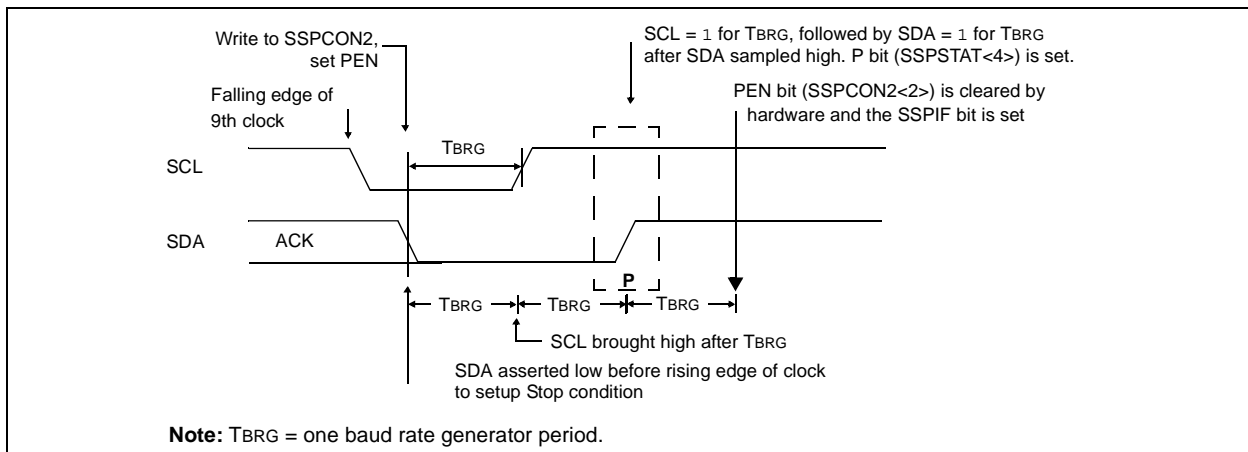 Write to SSPCON2,
set PEN
SCL = 1 for TBRG, followed by SDA = 1 for TBRG
after SDA sampled high. P bit (SSPSTAT<4>) is set.
Falling edge of
9th clock
PEN bit (SSPCON2<2>) is cleared by
hardware and the SSPIF bit is set
TBRG
SCL
SDA
ACK
P
TBRG
TBRG
TBRG
SCL brought high after TBRG
SDA asserted low before rising edge of clock
to setup Stop condition
Note: TBRG = one baud rate generator period.